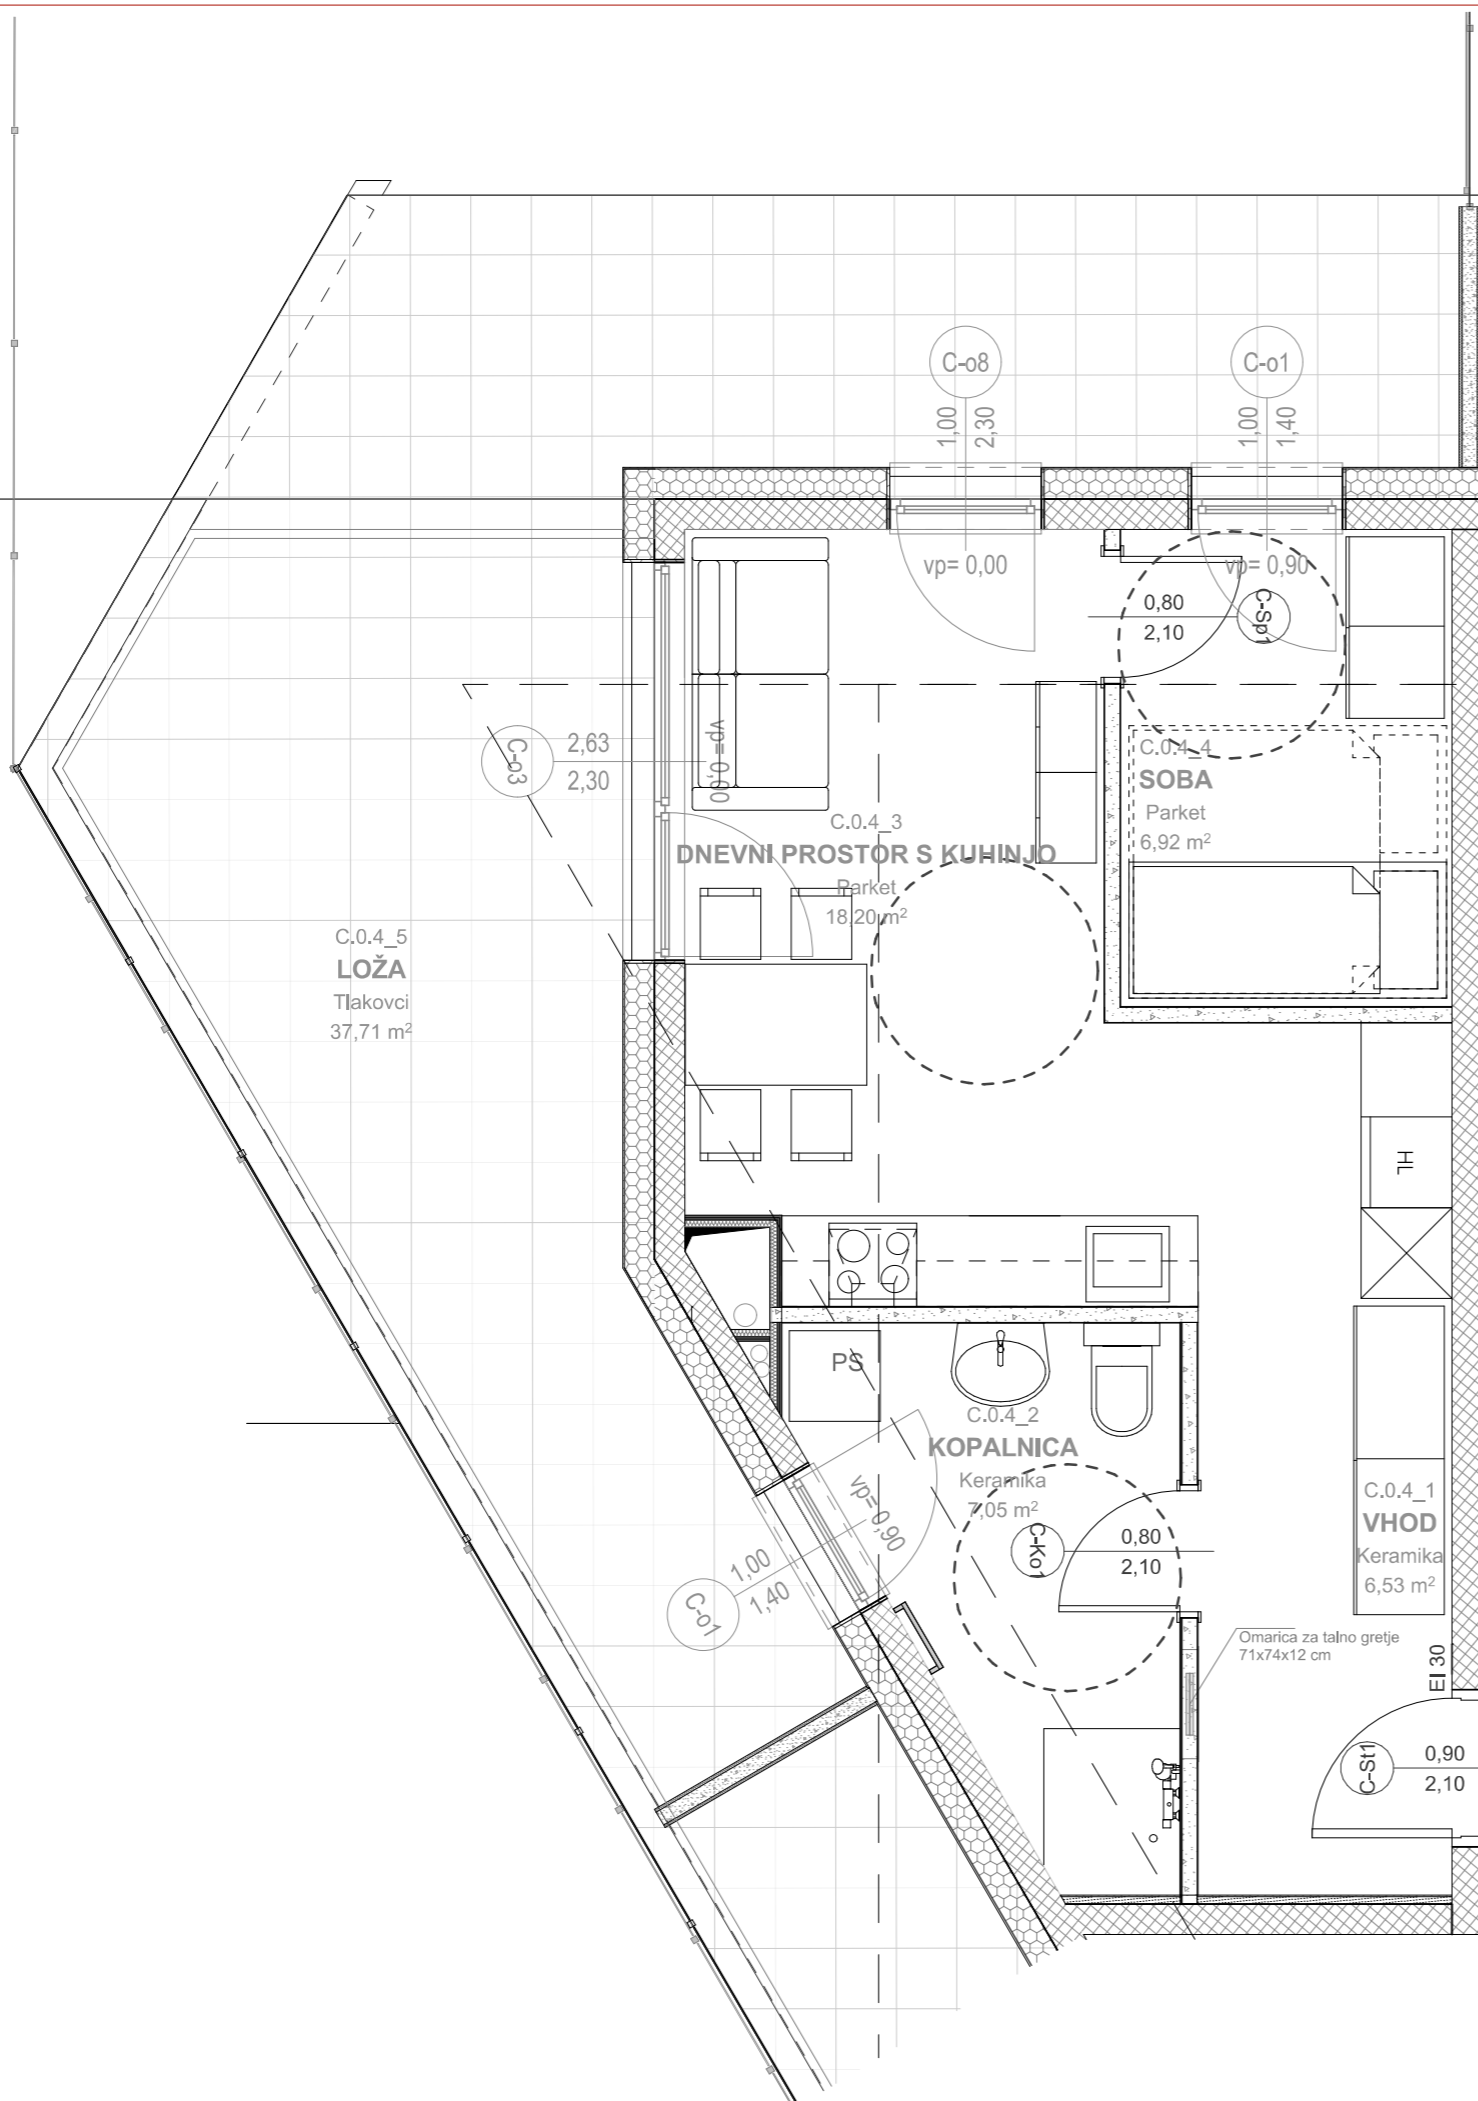 C-o8
1,00
2,30
C-o1
1,00
1,40
vp= 0,00
vp= 0,90
0,80
2,10
C-Sp1
C-o3
2,63
2,30
vp= 0,00
C.0.4_4
SOBA
Parket
6,92 m²
C.0.4_3
DNEVNI PROSTOR S KUHINJO
Parket
18,20 m²
C.0.4_5
LOŽA
Tlakovci
37,71 m²
HL
PS
C.0.4_2
KOPALNICA
Keramika
7,05 m²
vp= 0,90
C-o1
1,00
1,40
C-Ko1
0,80
2,10
C.0.4_1
VHOD
Keramika
6,53 m²
Omarica za talno gretje
71x74x12 cm
EI 30
C-St1
0,90
2,10